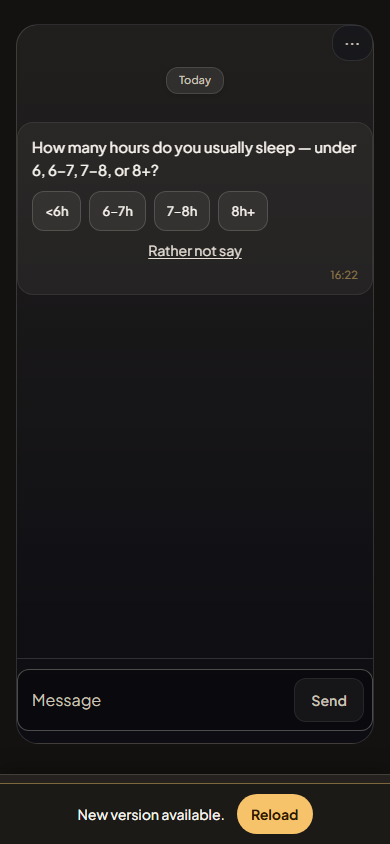 ...
Today
How many hours do you usually sleep — under
6, 6–7, 7–8, or 8+?
<6h 6–7h 7–8h 8h+
Rather not say
16:22
Message Send
New version available. Reload